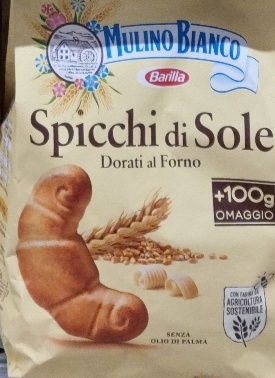 MULINO BIANCO
Barilla
Spicchi di Sole
Dorati al Forno
+100g
OMAGGIO
CON FARINA DA
AGRICOLTURA
SOSTENIBILE
SENZA
OLIO DI PALMA